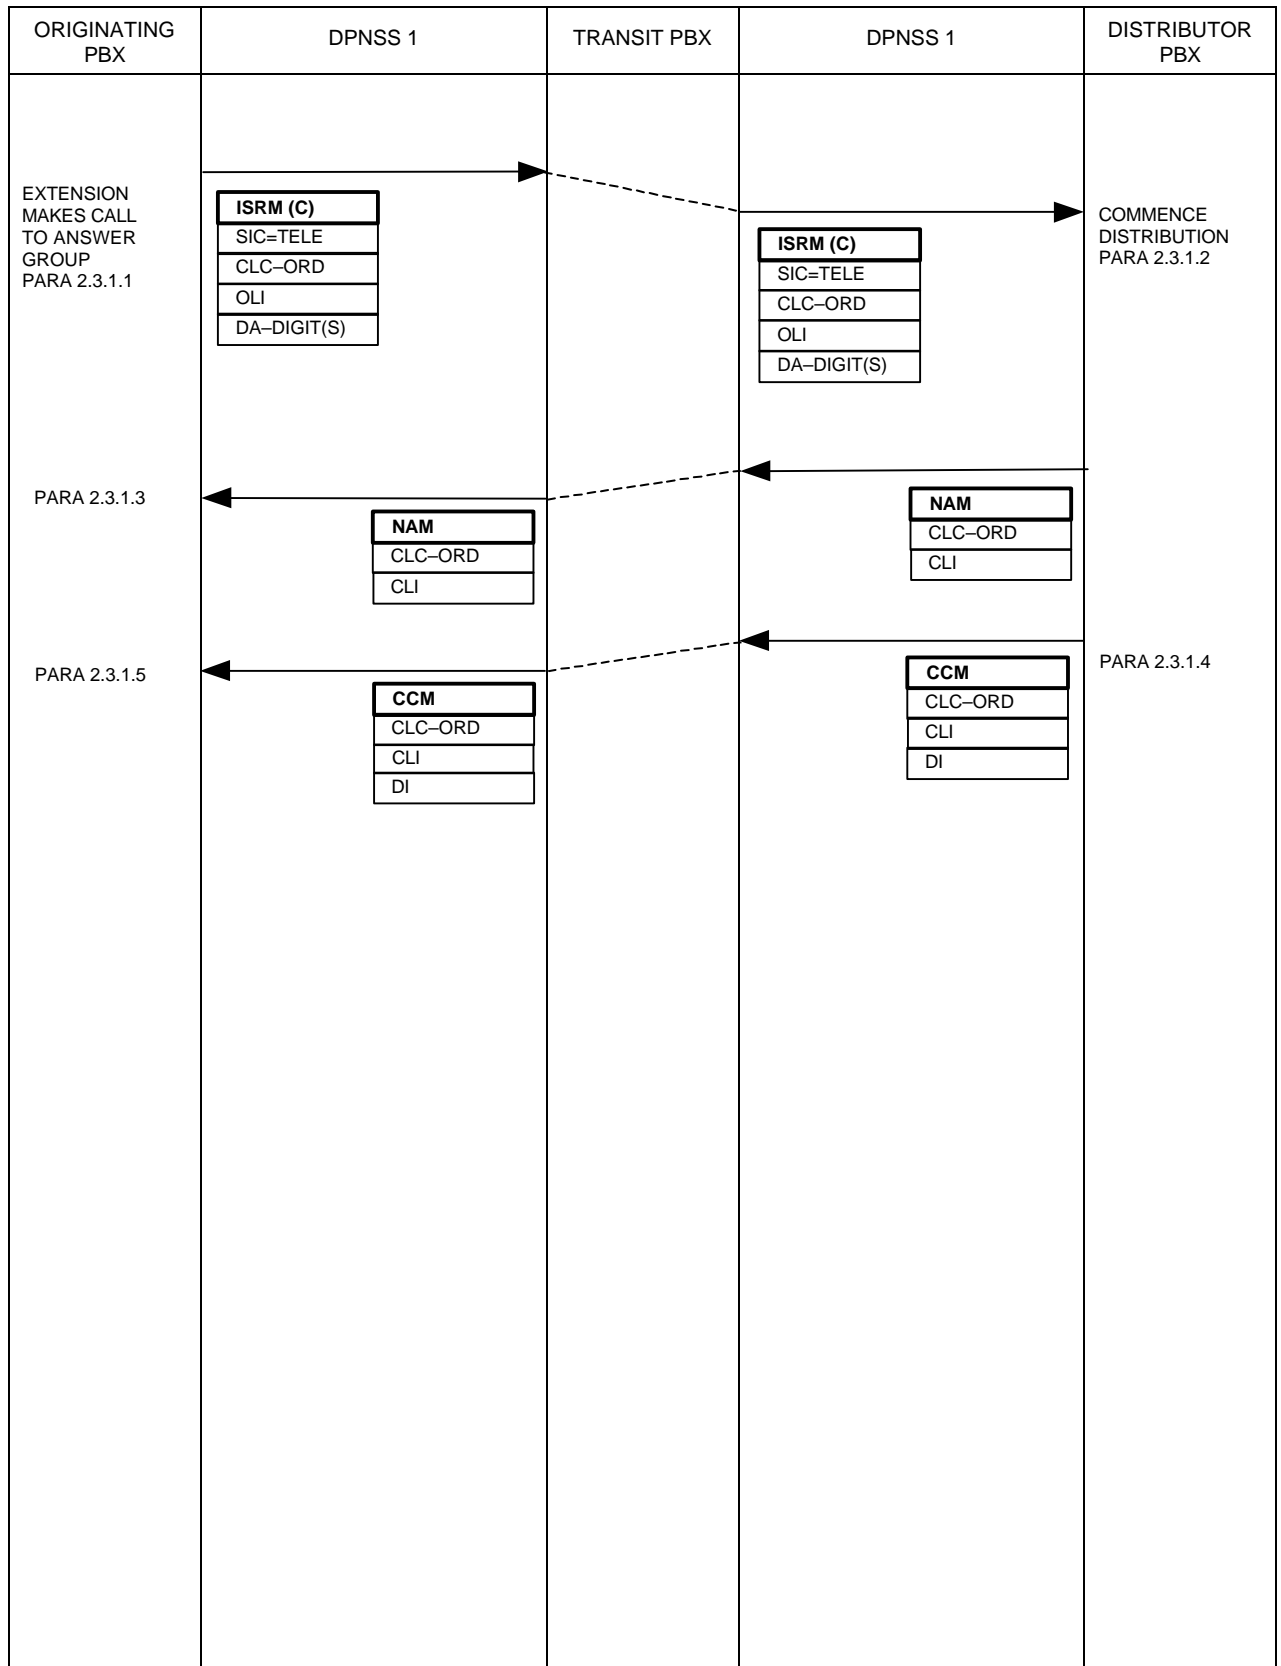 ORIGINATING
PBX
DPNSS 1
TRANSIT PBX
DPNSS 1
DISTRIBUTOR
PBX
EXTENSION
MAKES CALL
TO ANSWER
GROUP
PARA 2.3.1.1
ISRM (C)
SIC=TELE
CLC–ORD
OLI
DA–DIGIT(S)
ISRM (C)
SIC=TELE
CLC–ORD
OLI
DA–DIGIT(S)
COMMENCE
DISTRIBUTION
PARA 2.3.1.2
PARA 2.3.1.3
NAM
CLC–ORD
CLI
NAM
CLC–ORD
CLI
PARA 2.3.1.5
CCM
CLC–ORD
CLI
DI
CCM
CLC–ORD
CLI
DI
PARA 2.3.1.4